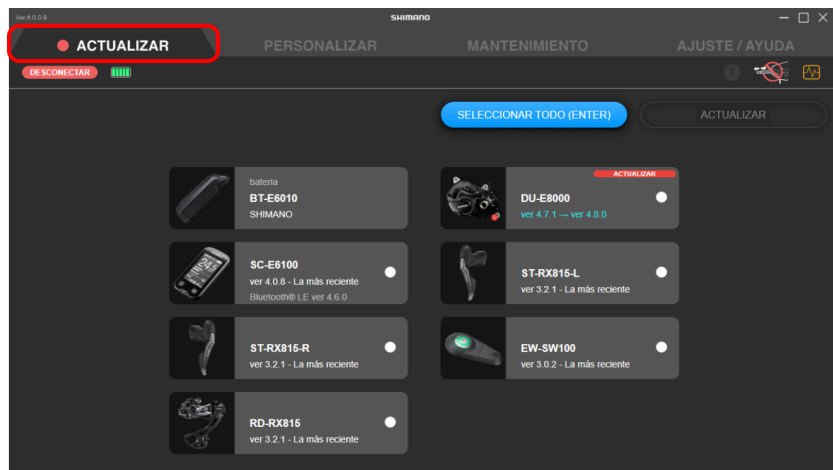 Ver.4.0.0.9
SHIMANO
ACTUALIZAR
PERSONALIZAR
MANTENIMIENTO
AJUSTE / AYUDA
DESCONECTAR
SELECCIONAR TODO (ENTER)
ACTUALIZAR
bateria
BT-E6010
SHIMANO
ACTUALIZAR
DU-E8000
ver 4.7.1 → ver 4.8.0
SC-E6100
ver 4.0.8 - La más reciente
Bluetooth® LE ver 4.6.0
ST-RX815-L
ver 3.2.1 - La más reciente
ST-RX815-R
ver 3.2.1 - La más reciente
EW-SW100
ver 3.0.2 - La más reciente
RD-RX815
ver 3.2.1 - La más reciente